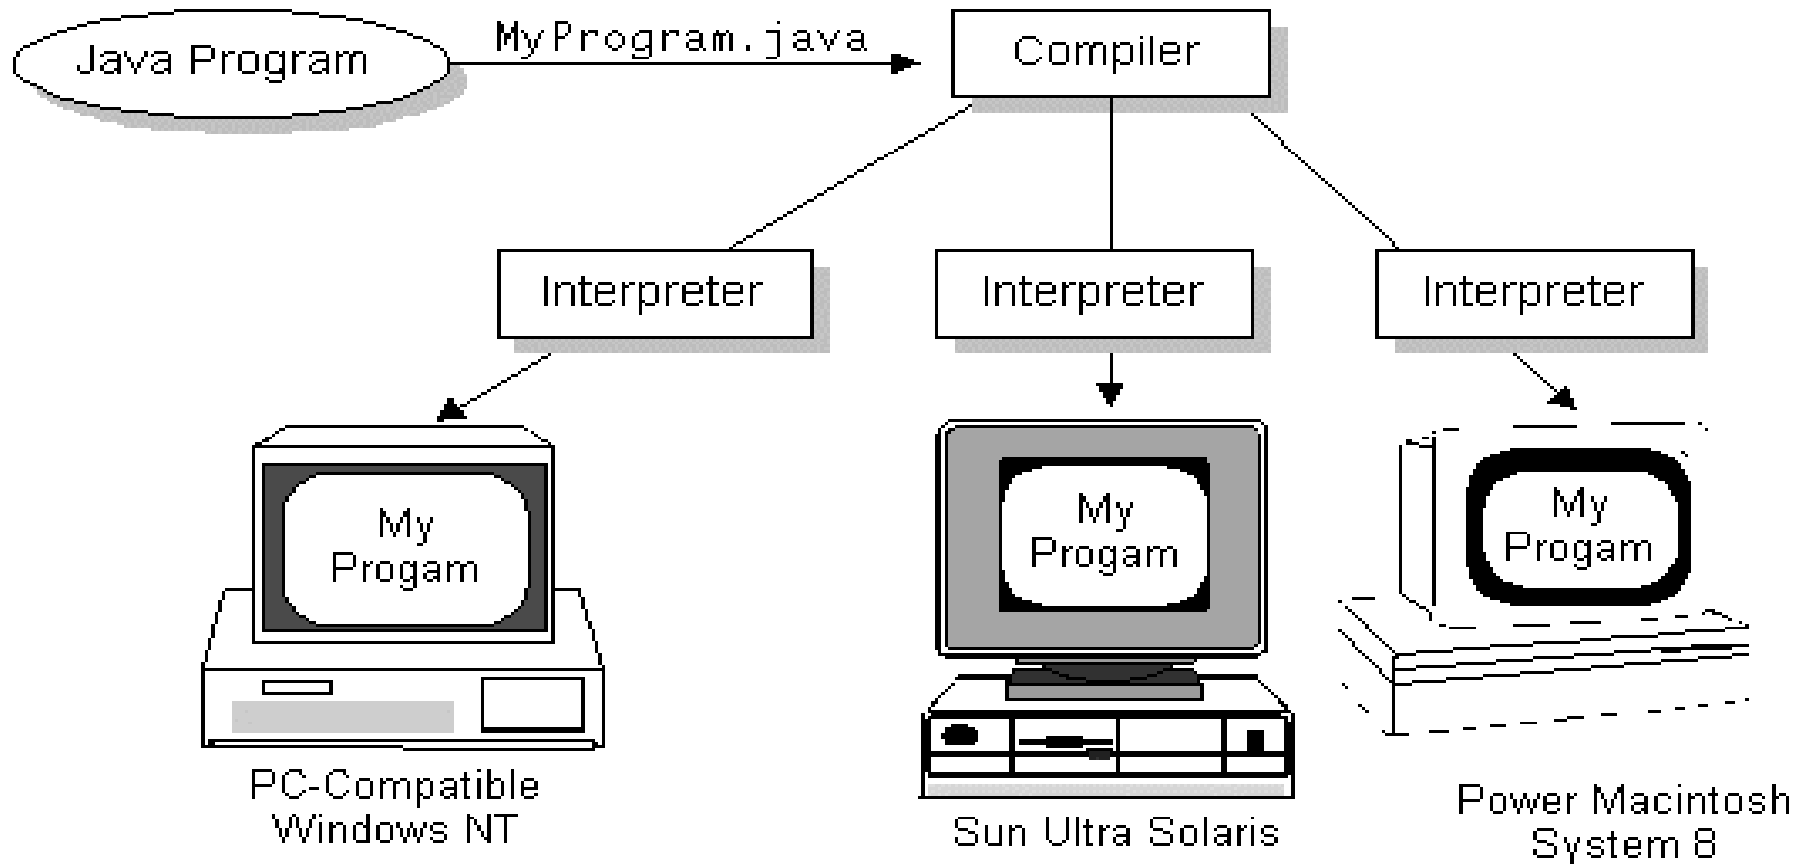 Java Program
MyProgram.java
Compiler
Interpreter
Interpreter
Interpreter
My
Progam
My
Progam
My
Progam
PC-Compatible
Windows NT
Sun Ultra Solaris
Power Macintosh
System 8